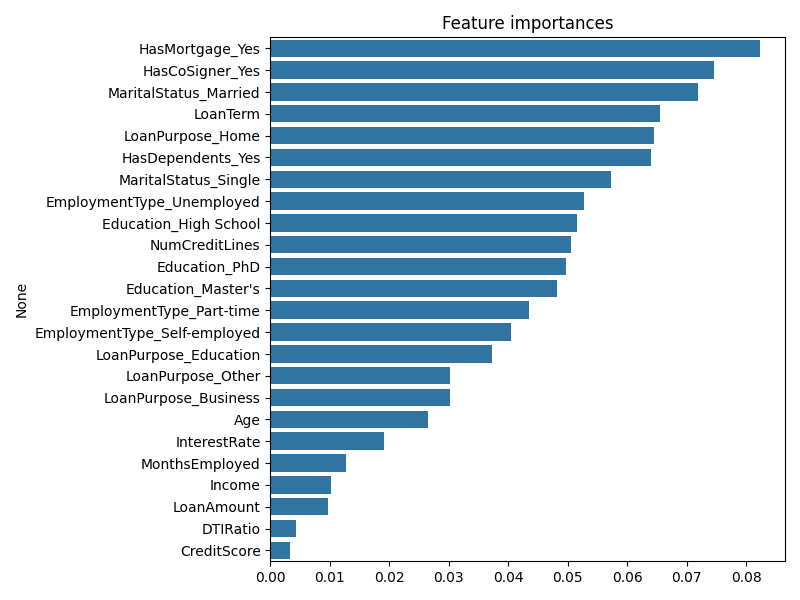 Feature importances
HasMortgage_Yes
HasCoSigner_Yes
MaritalStatus_Married
LoanTerm
LoanPurpose_Home
HasDependents_Yes
MaritalStatus_Single
EmploymentType_Unemployed
Education_High School
NumCreditLines
Education_PhD
Education_Master's
EmploymentType_Part-time
EmploymentType_Self-employed
LoanPurpose_Education
LoanPurpose_Other
LoanPurpose_Business
Age
InterestRate
MonthsEmployed
Income
LoanAmount
DTIRatio
CreditScore
None
0.00 0.01 0.02 0.03 0.04 0.05 0.06 0.07 0.08